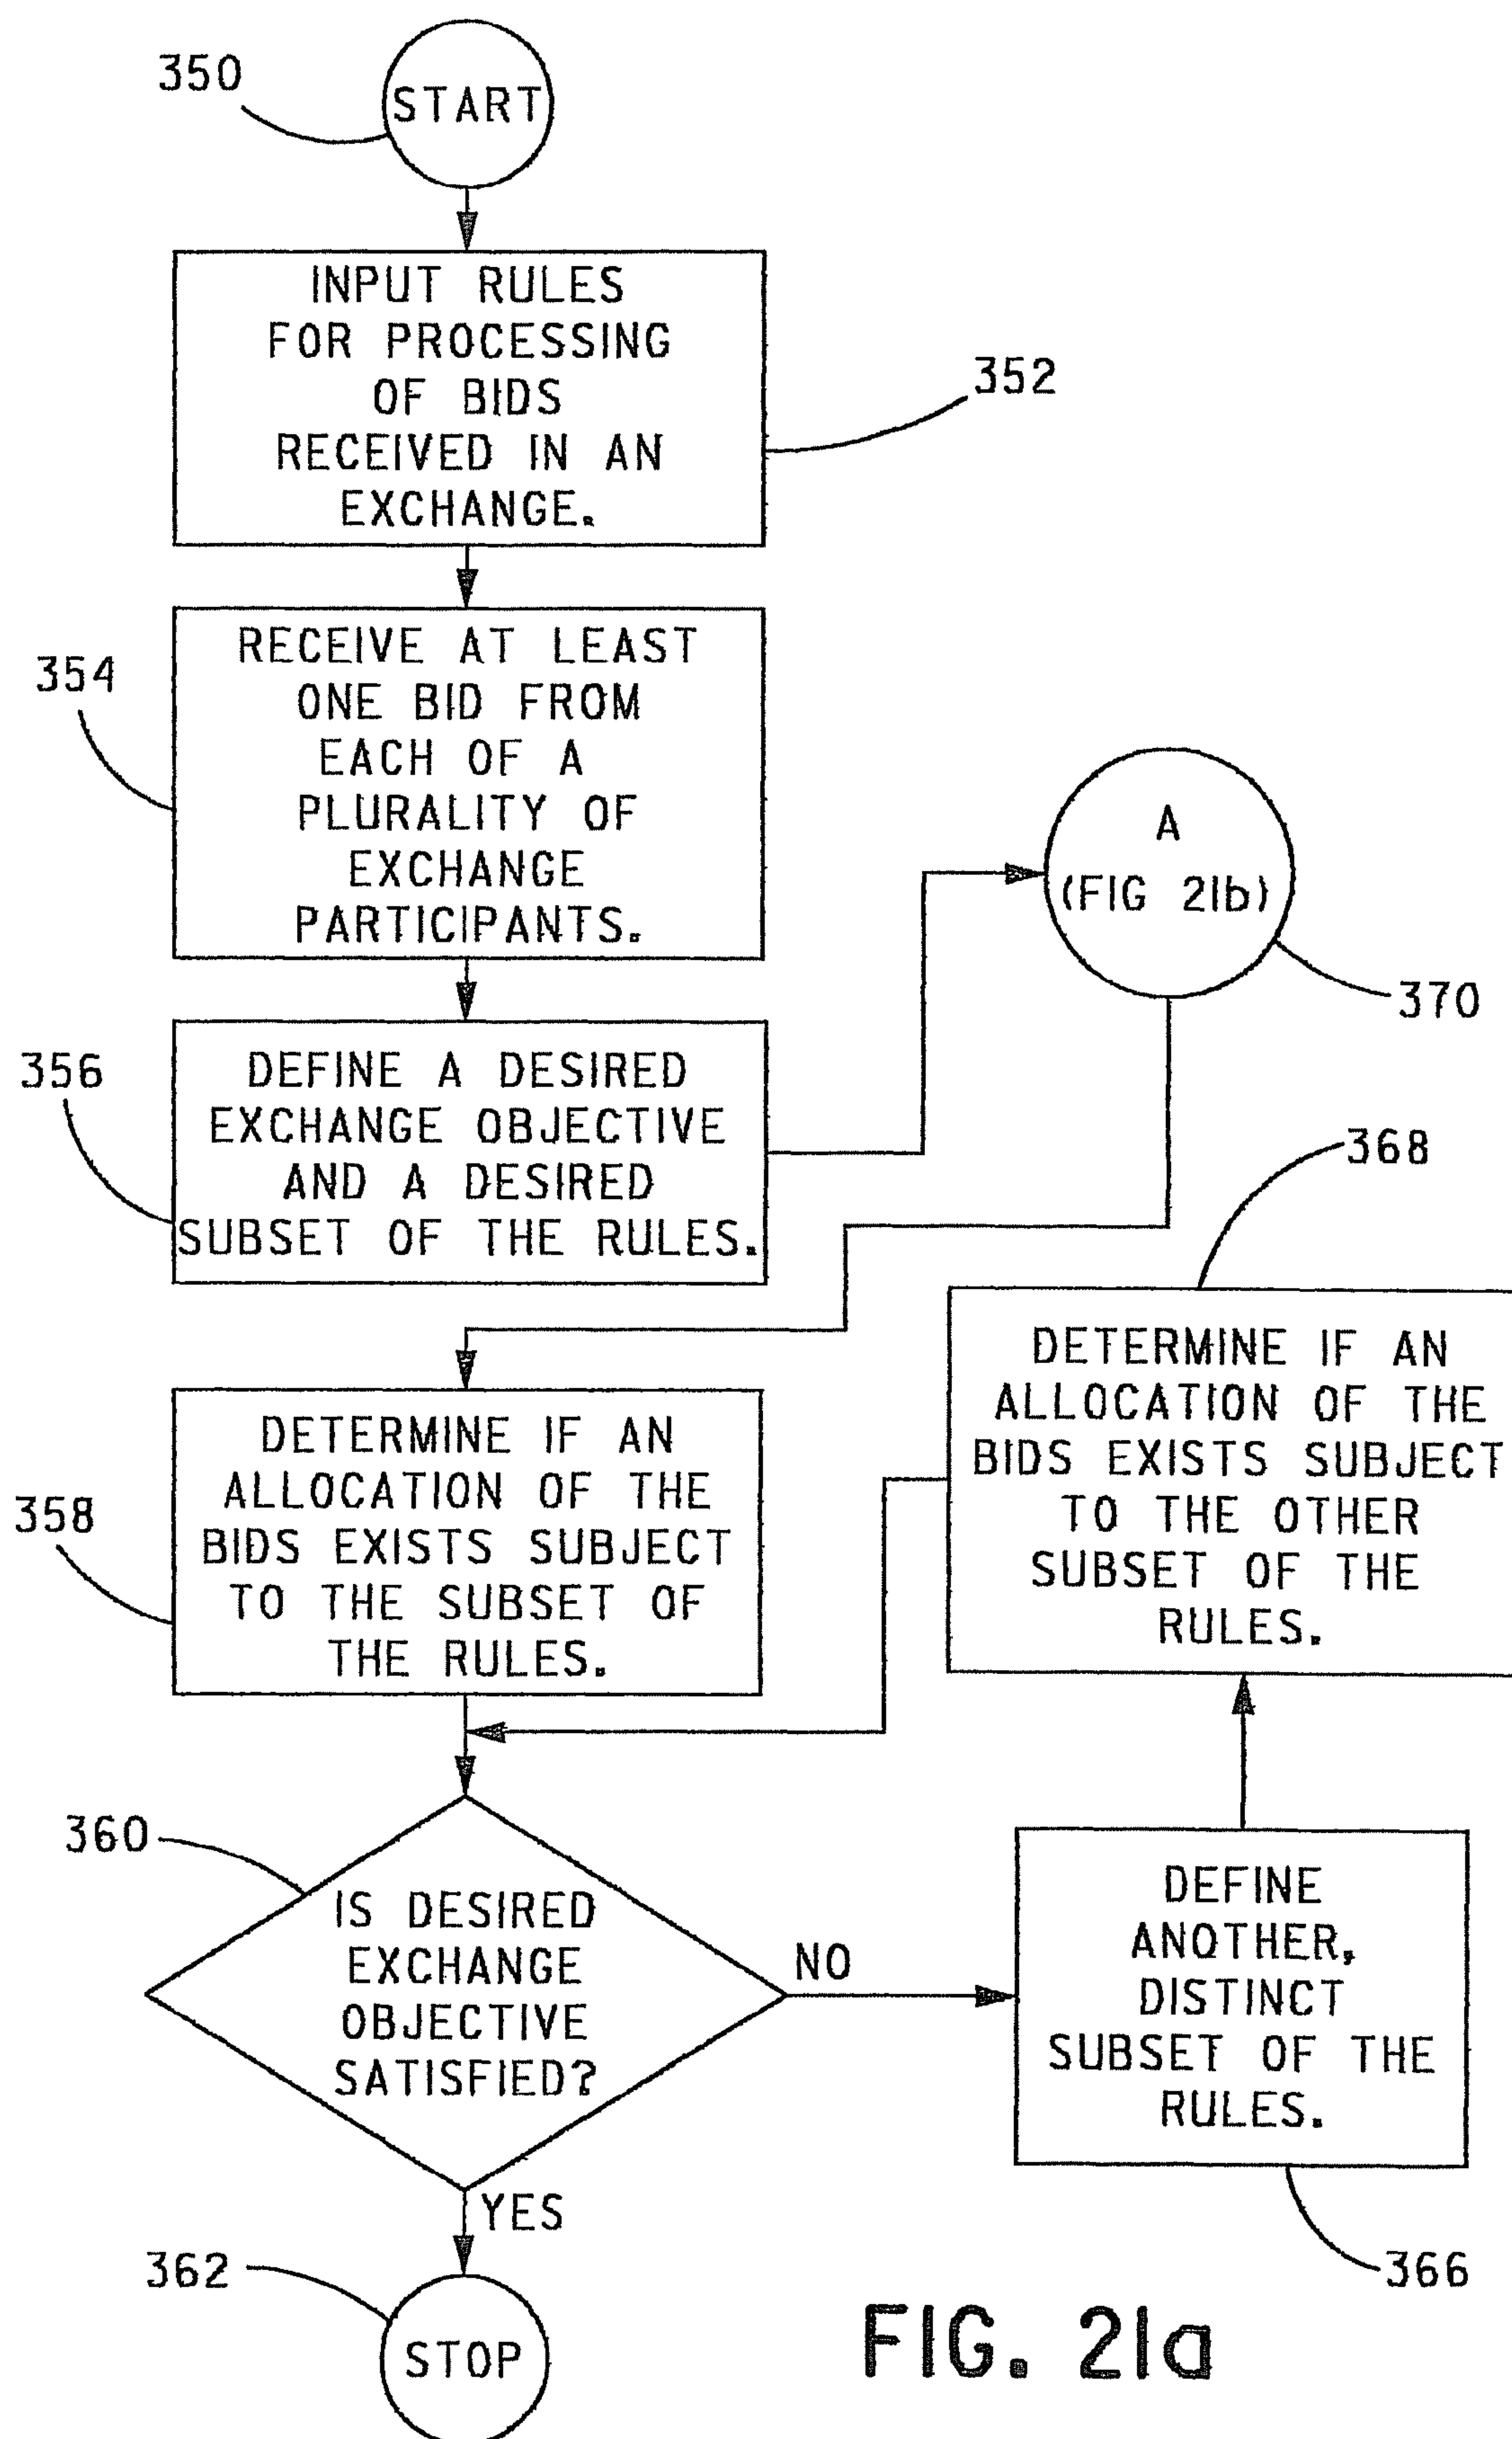 350
START
INPUT RULES
FOR PROCESSING
OF BIDS
RECEIVED IN AN
EXCHANGE.
352
RECEIVE AT LEAST
ONE BID FROM
EACH OF A
PLURALITY OF
EXCHANGE
PARTICIPANTS.
354
A
(FIG 21b)
370
DEFINE A DESIRED
EXCHANGE OBJECTIVE
AND A DESIRED
SUBSET OF THE RULES.
356
368
DETERMINE IF AN
ALLOCATION OF THE
BIDS EXISTS SUBJECT
TO THE SUBSET OF
THE RULES.
358
DETERMINE IF AN
ALLOCATION OF THE
BIDS EXISTS SUBJECT
TO THE OTHER
SUBSET OF THE
RULES.
360
IS DESIRED
EXCHANGE
OBJECTIVE
SATISFIED?
NO
DEFINE
ANOTHER,
DISTINCT
SUBSET OF THE
RULES.
366
YES
362
STOP
FIG. 21a